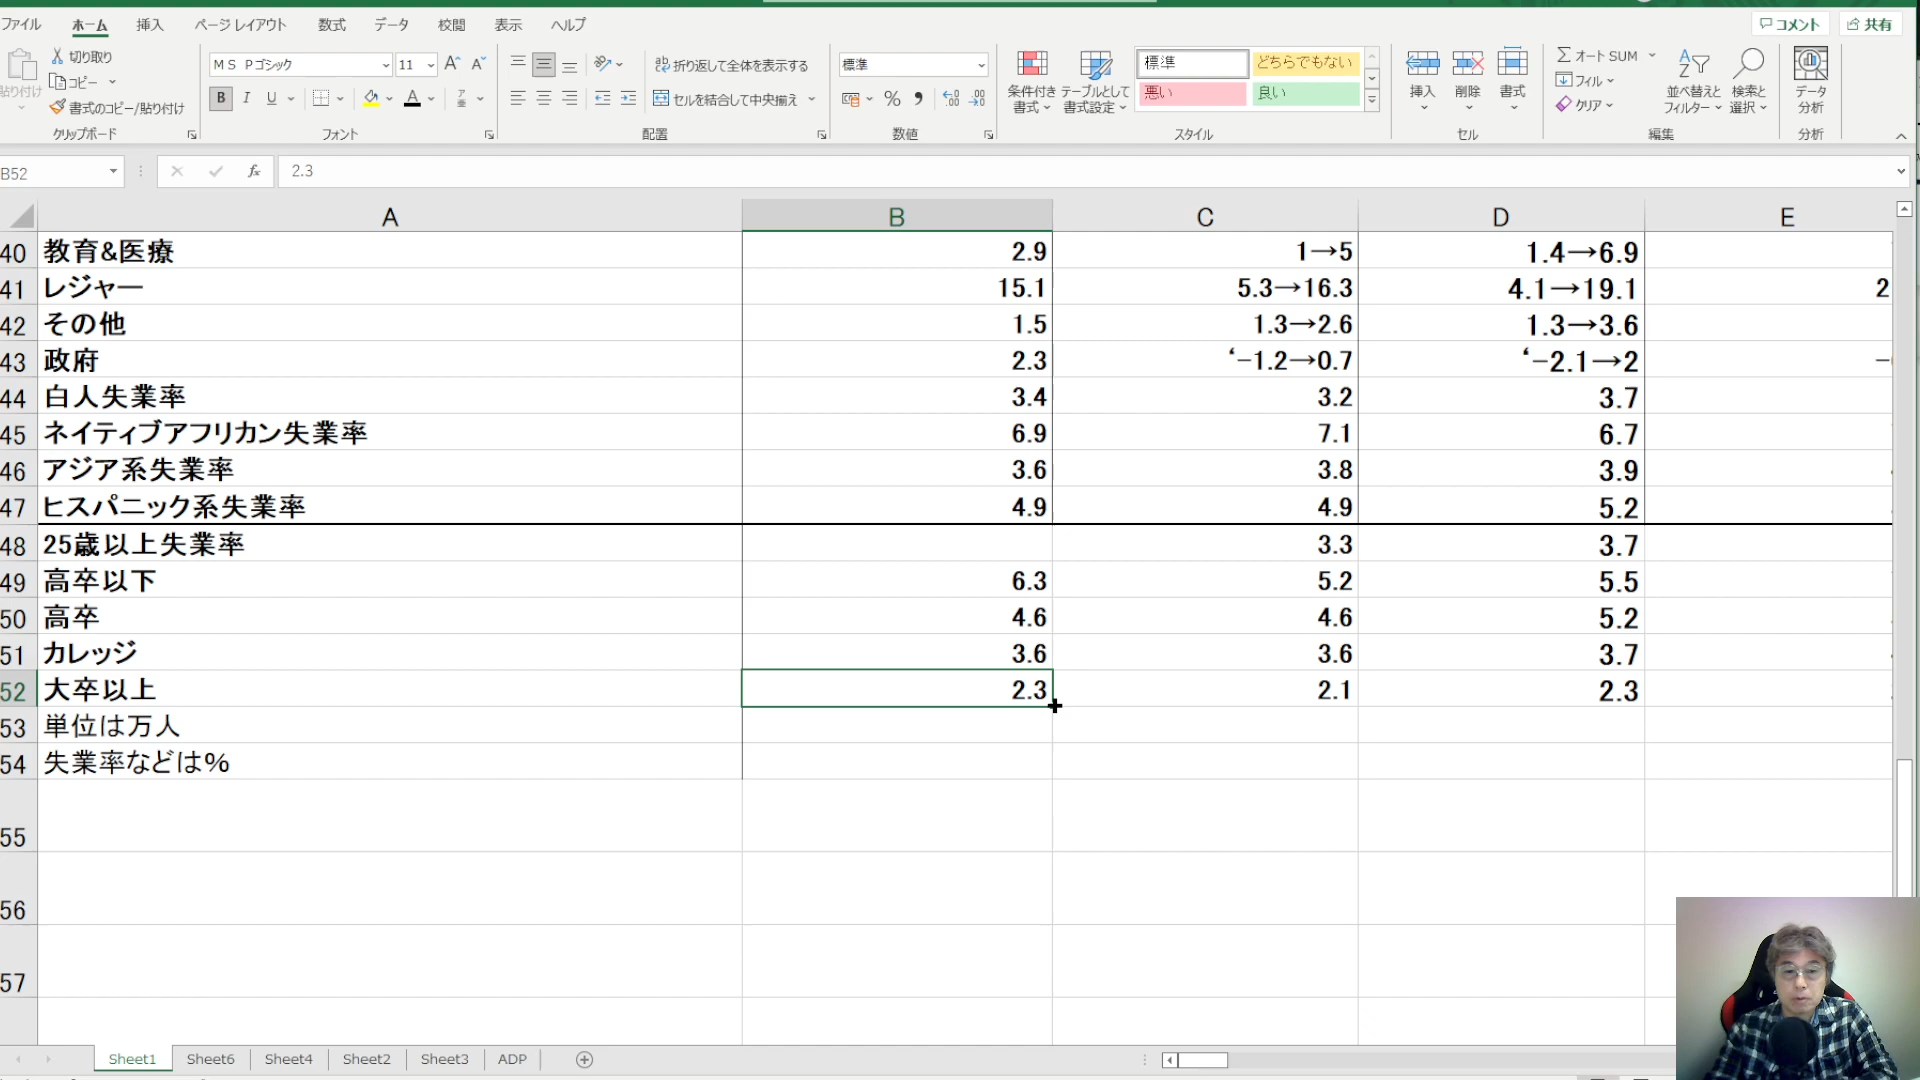 ファイル ホーム 挿入 ページ レイアウト 数式 データ 校閲 表示 ヘルプ コメント 共有
切り取り
コピー
書式のコピー/貼り付け
貼り付け
クリップボード
ＭＳ Ｐゴシック 11
B I U
フォント
折り返して全体を表示する
セルを結合して中央揃え
配置
標準
数値
条件付き書式
テーブルとして書式設定
標準 どちらでもない
悪い 良い
スタイル
挿入 削除 書式
セル
オート SUM
フィル
クリア
並べ替えとフィルター
検索と選択
編集
データ分析
分析
B52 fx 2.3
A B C D E
40 教育&医療 2.9 1→5 1.4→6.9
41 レジャー 15.1 5.3→16.3 4.1→19.1 2
42 その他 1.5 1.3→2.6 1.3→3.6
43 政府 2.3 ‘−1.2→0.7 ‘−2.1→2
44 白人失業率 3.4 3.2 3.7
45 ネイティブアフリカン失業率 6.9 7.1 6.7
46 アジア系失業率 3.6 3.8 3.9
47 ヒスパニック系失業率 4.9 4.9 5.2
48 25歳以上失業率 3.3 3.7
49 高卒以下 6.3 5.2 5.5
50 高卒 4.6 4.6 5.2
51 カレッジ 3.6 3.6 3.7
52 大卒以上 2.3 2.1 2.3
53 単位は万人
54 失業率などは%
55
56
57
Sheet1 Sheet6 Sheet4 Sheet2 Sheet3 ADP